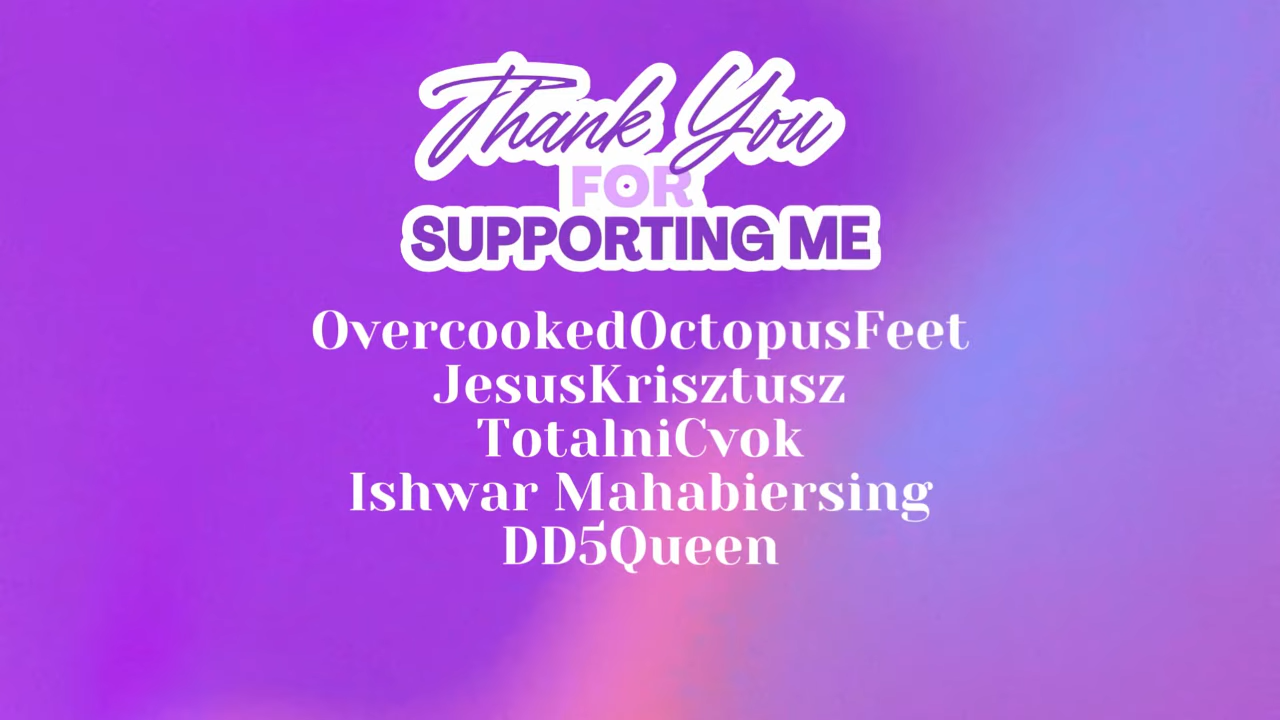 Thank You
FOR
SUPPORTING ME
OvercookedOctopusFeet
JesusKrisztusz
TotalniCvok
Ishwar Mahabiersing
DD5Queen